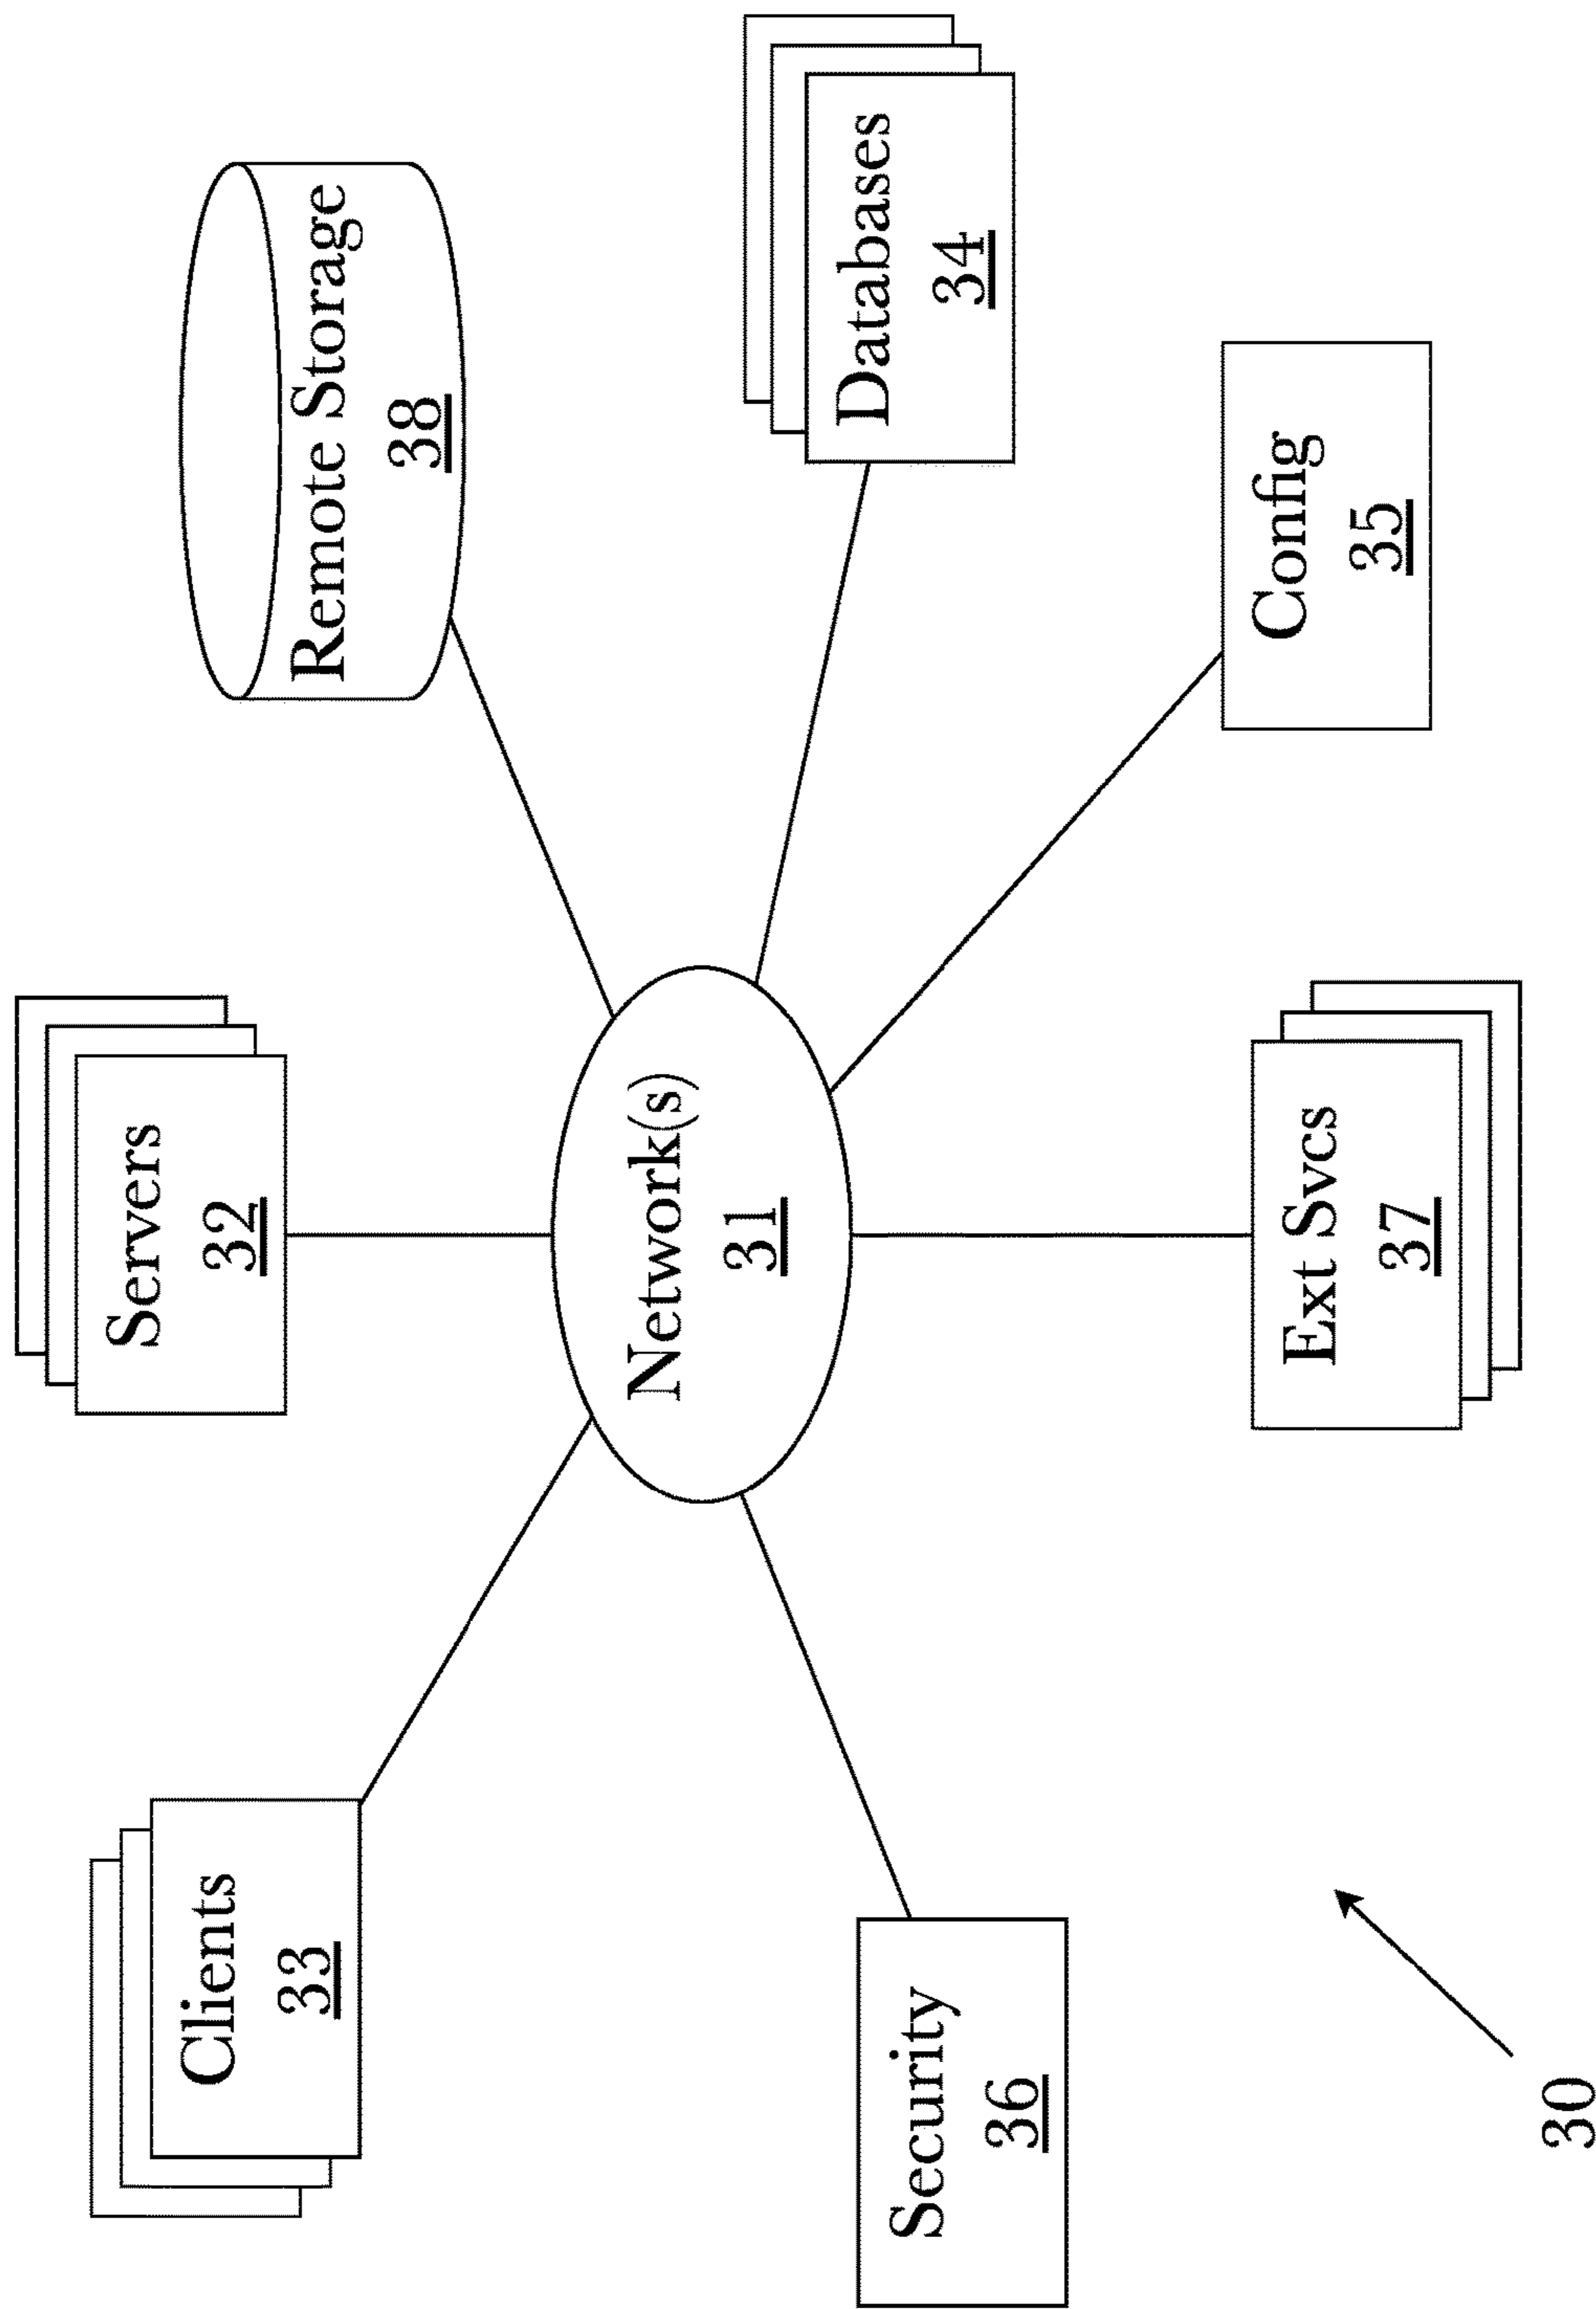 Servers
32
Clients
33
Remote Storage
38
Network(s)
31
Databases
34
Security
36
Ext Svcs
37
Config
35
30